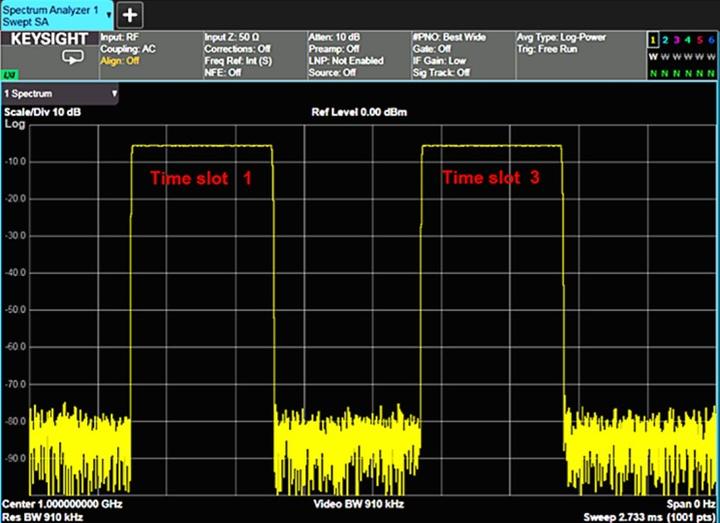 Spectrum Analyzer 1
Swept SA
+
KEYSIGHT
Input: RF
Coupling: AC
Align: Off
Input Z: 50 Ω
Corrections: Off
Freq Ref: Int (S)
NFE: Off
Atten: 10 dB
Preamp: Off
LNP: Not Enabled
Source: Off
#PNO: Best Wide
Gate: Off
IF Gain: Low
Sig Track: Off
Avg Type: Log-Power
Trig: Free Run
1 2 3 4 5 6
W W W W W W
N N N N N N
LXI
1 Spectrum
Scale/Div 10 dB
Ref Level 0.00 dBm
Log
-10.0
-20.0
-30.0
-40.0
-50.0
-60.0
-70.0
-80.0
-90.0
Time slot 1
Time slot 3
Center 1.000000000 GHz
Res BW 910 kHz
Video BW 910 kHz
Span 0 Hz
Sweep 2.733 ms (1001 pts)